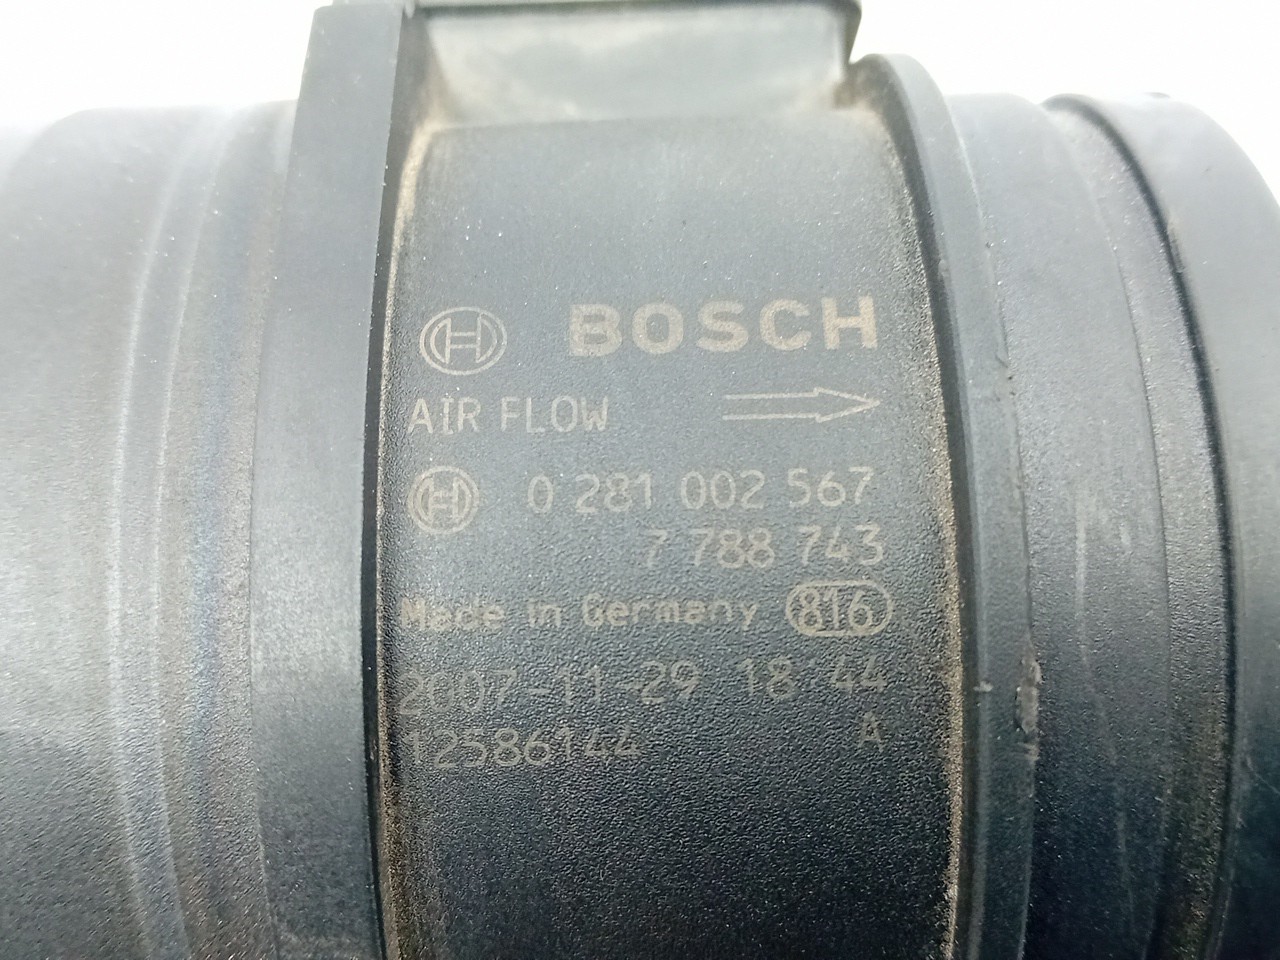 BOSCH
AIR FLOW
0 281 002 567
7 788 743
Made in Germany 816
2007-11-29 18 44
12586144 A